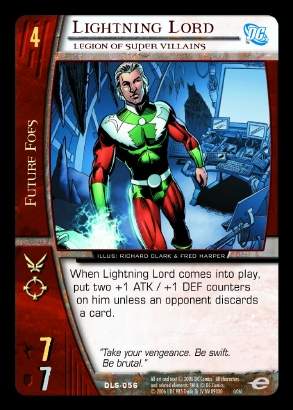 4
LIGHTNING LORD
LEGION OF SUPER VILLAINS
DC
FUTURE FOES
ILLUS: RICHARD CLARK & FRED HARPER
When Lightning Lord comes into play,
put two +1 ATK / +1 DEF counters
on him unless an opponent discards
a card.
7
7
"Take your vengeance. Be swift.
Be brutal."
DLS-056